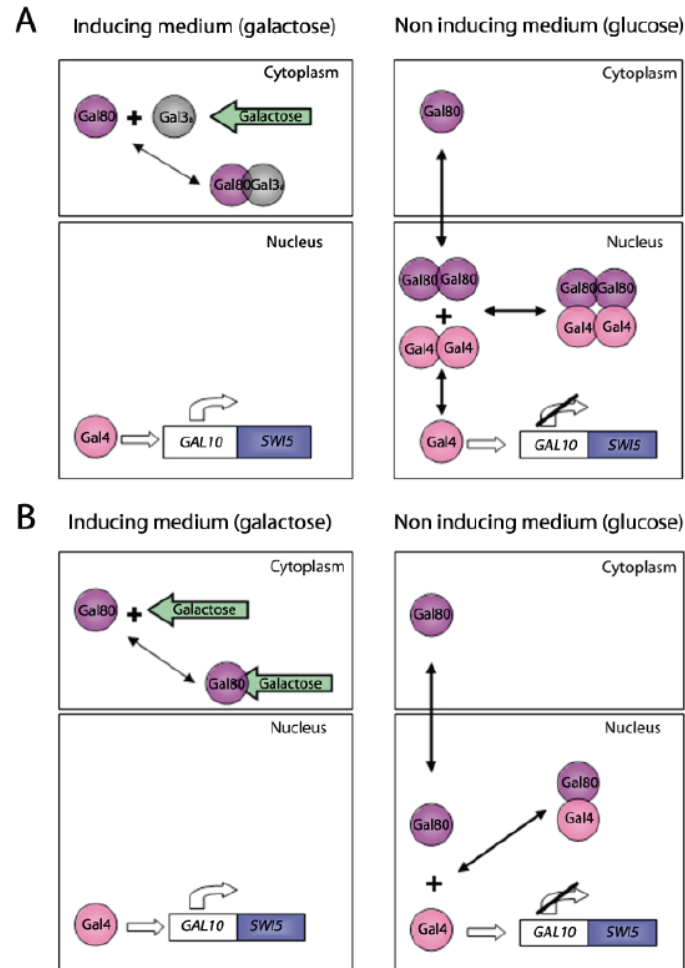 A
Inducing medium (galactose)
Non inducing medium (glucose)
Cytoplasm
Gal80 + Gal3a Galactose
Gal80 Gal3a
Nucleus
Gal4
GAL10 SWI5
Cytoplasm
Gal80
Nucleus
Gal80 Gal80
+
Gal4 Gal4
Gal80 Gal80
Gal4 Gal4
Gal4
GAL10 SWI5
B
Inducing medium (galactose)
Non inducing medium (glucose)
Cytoplasm
Gal80 + Galactose
Gal80 Galactose
Nucleus
Gal4
GAL10 SWI5
Cytoplasm
Gal80
Nucleus
Gal80
Gal4
Gal80
+
Gal4
GAL10 SWI5